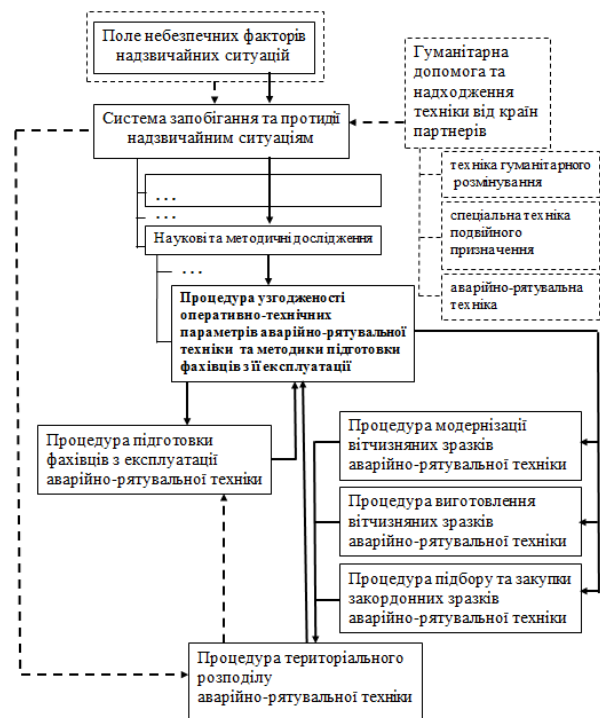 Поле небезпечних факторів
надзвичайних ситуацій
Гуманітарна
допомога та
надходження
техніки від країн
партнерів
Система запобігання та протидії
надзвичайним ситуаціям
техніка гуманітарного
розмінування
...
...
спеціальна техніка
подвійного
призначення
Наукові та методичні дослідження
...
аварійно-рятувальна
техніка
Процедура узгодженості
оперативно-технічних
параметрів аварійно-рятувальної
техніки та методики підготовки
фахівців з її експлуатації
Процедура підготовки
фахівців з експлуатації
аварійно-рятувальної техніки
Процедура модернізації
вітчизняних зразків
аварійно-рятувальної техніки
Процедура виготовлення
вітчизняних зразків
аварійно-рятувальної техніки
Процедура підбору та закупки
закордонних зразків
аварійно-рятувальної техніки
Процедура територіального
розподілу
аварійно-рятувальної техніки